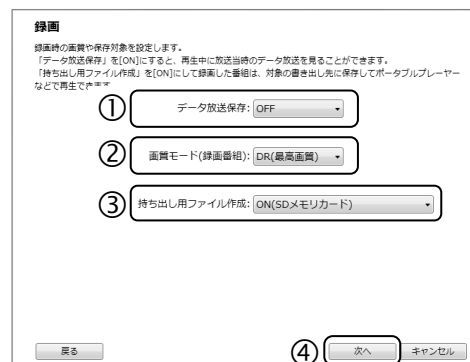 録画
録画時の画質や保存対象を設定します。
「データ放送保存」を[ON]にすると、再生中に放送当時のデータ放送を見ることができます。
「持ち出し用ファイル作成」を[ON]にして録画した番組は、対象の書き出し先に保存してポータブルプレーヤー
などで再生できます。
① データ放送保存: OFF
② 画質モード(録画番組): DR(最高画質)
③ 持ち出し用ファイル作成: ON(SDメモリカード)
戻る ④ 次へ キャンセル